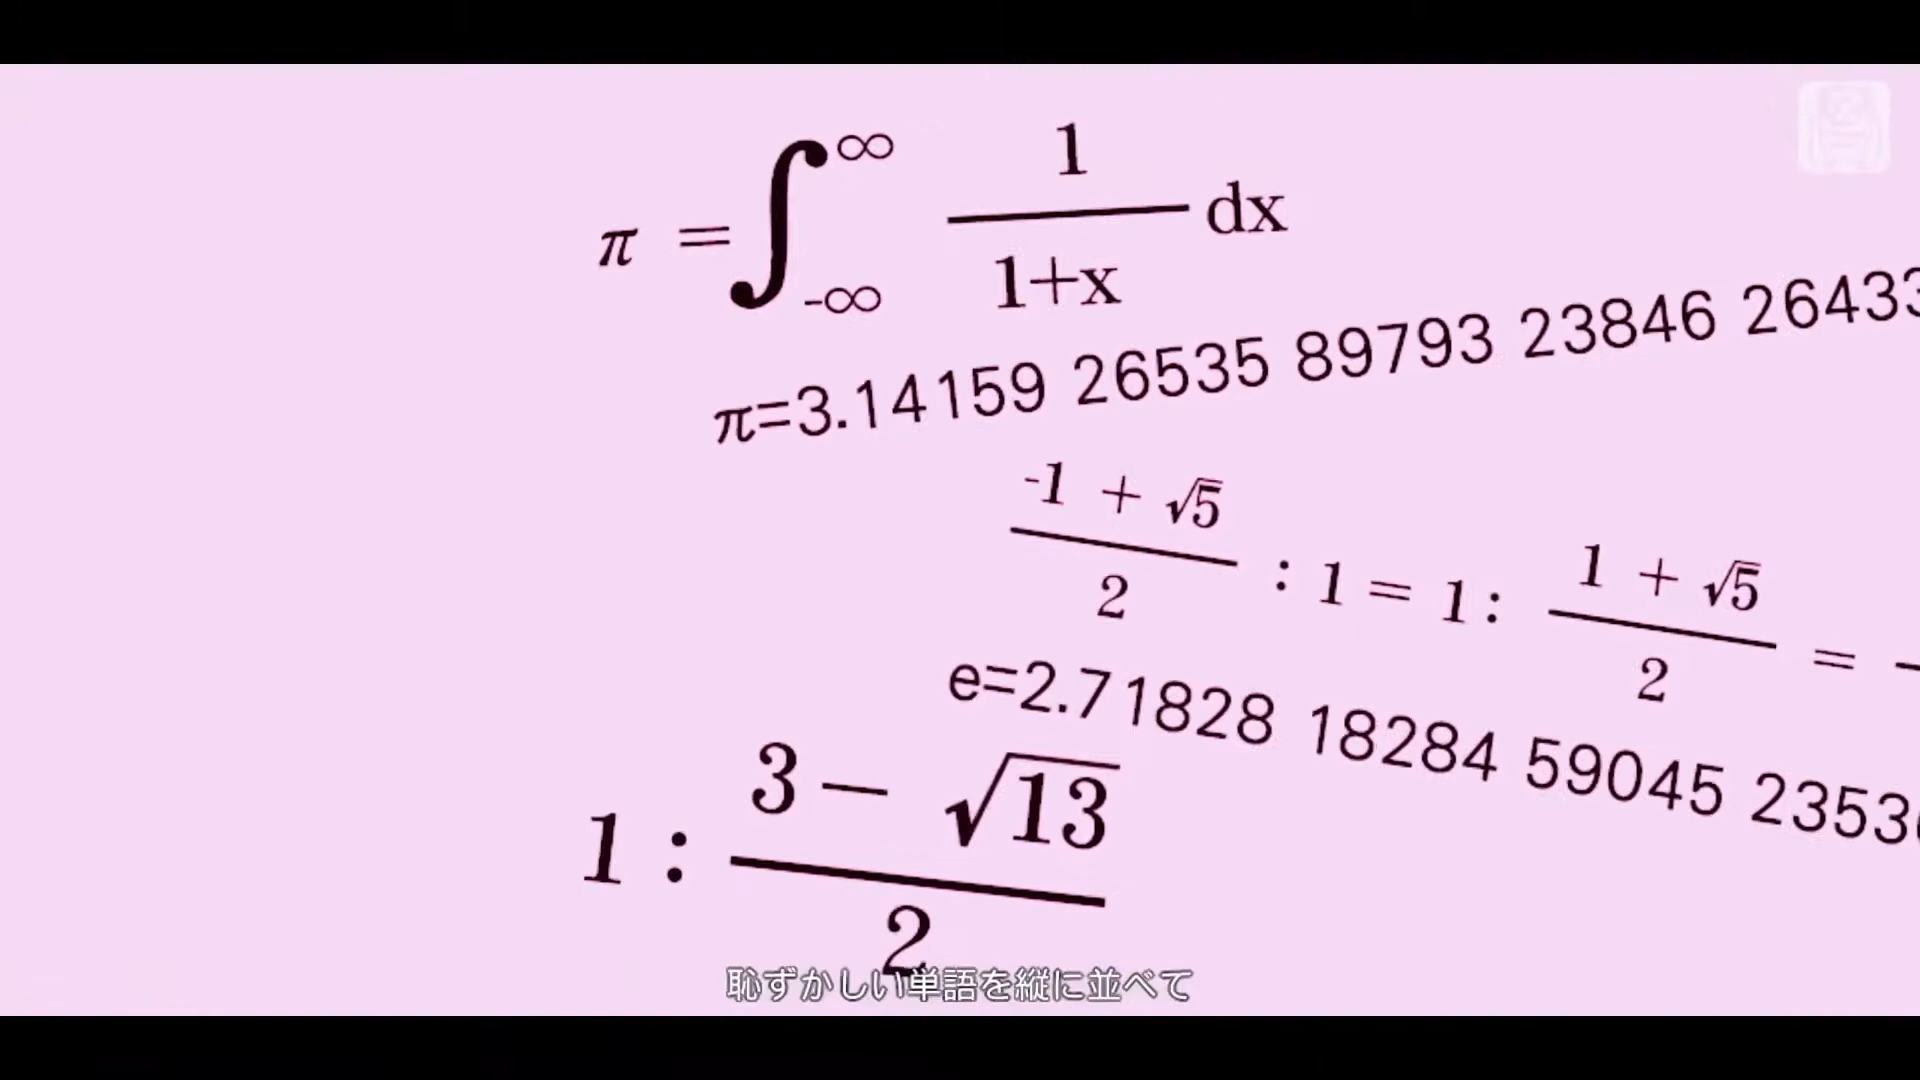 π = ∫_{-∞}^{∞} 1/(1+x) dx
π=3.14159 26535 89793 23846 26433
(-1 + √5)/2 : 1 = 1 : (1 + √5)/2 =
e=2.71828 18284 59045 2353
1 : (3 − √13)/2
恥ずかしい単語を縦に並べて